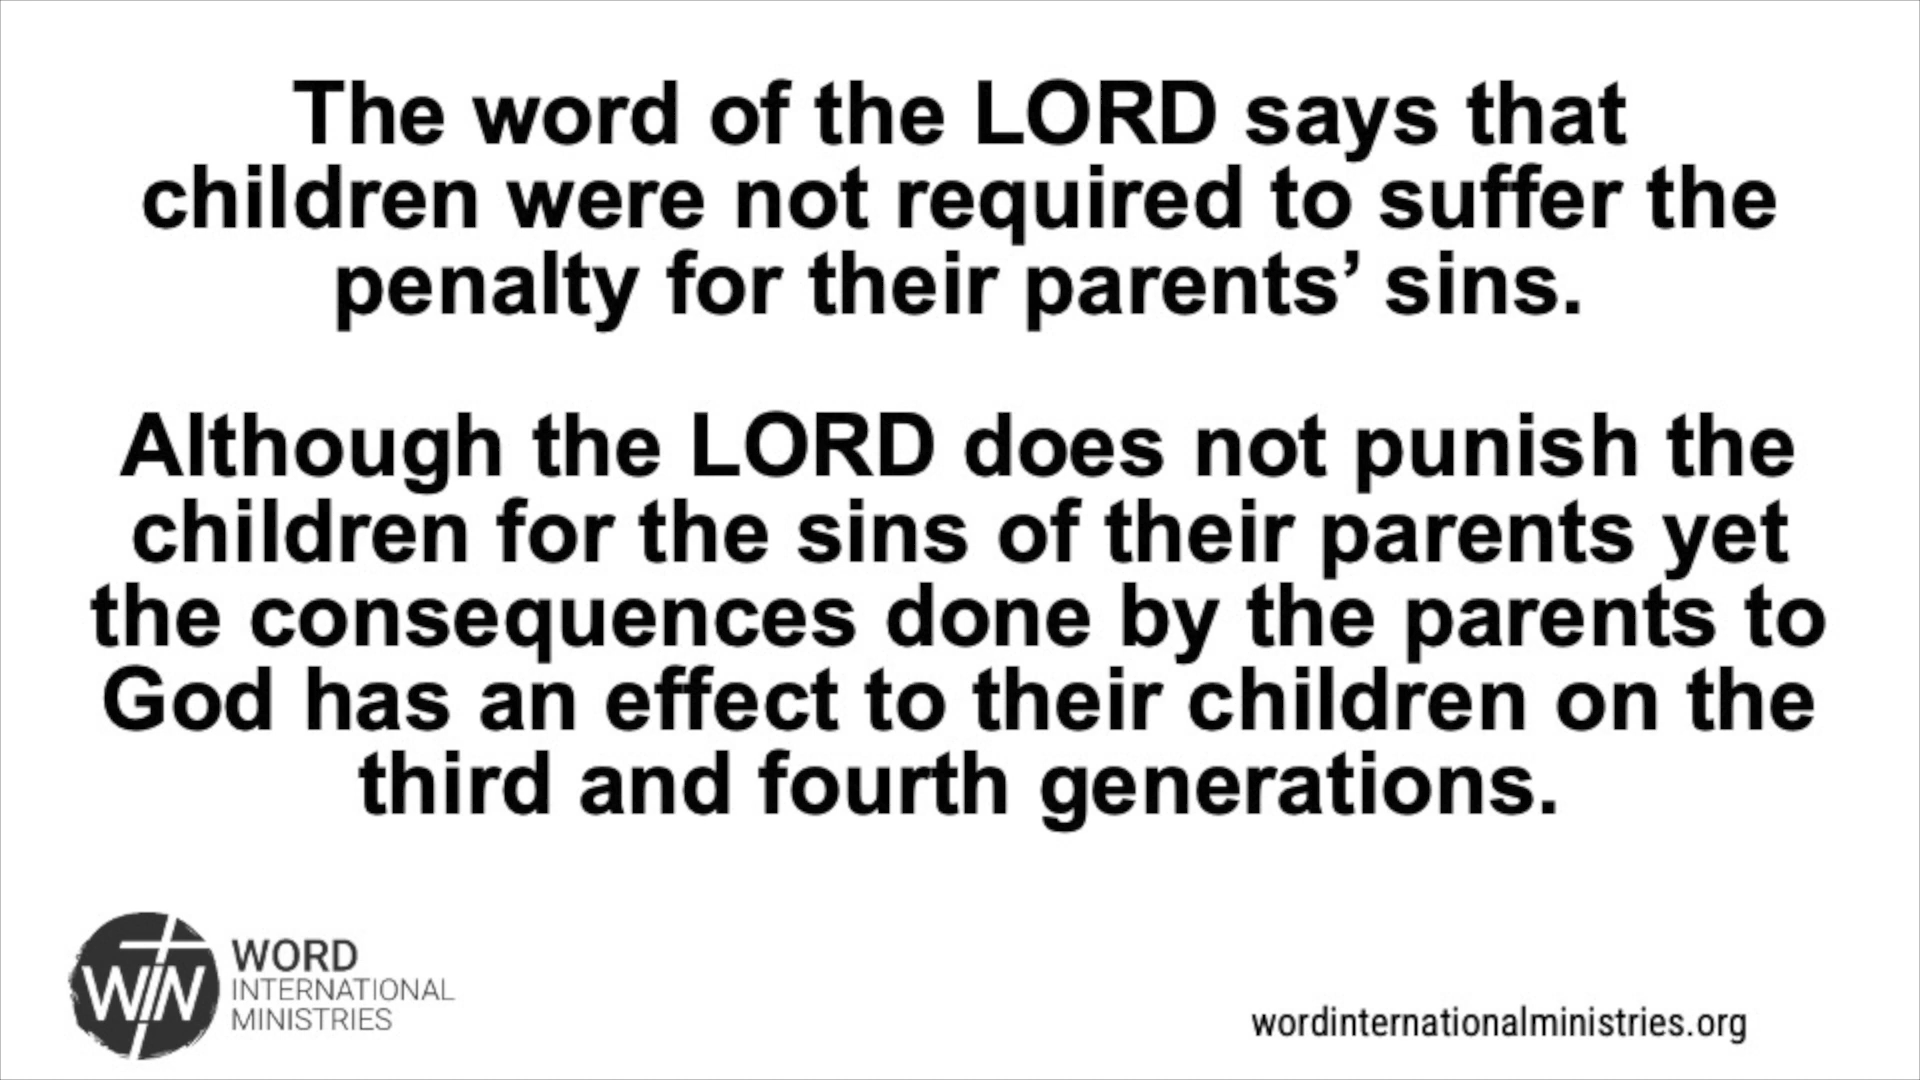 The word of the LORD says that
children were not required to suffer the
penalty for their parents’ sins.
Although the LORD does not punish the
children for the sins of their parents yet
the consequences done by the parents to
God has an effect to their children on the
third and fourth generations.
WIN
WORD
INTERNATIONAL
MINISTRIES
wordinternationalministries.org